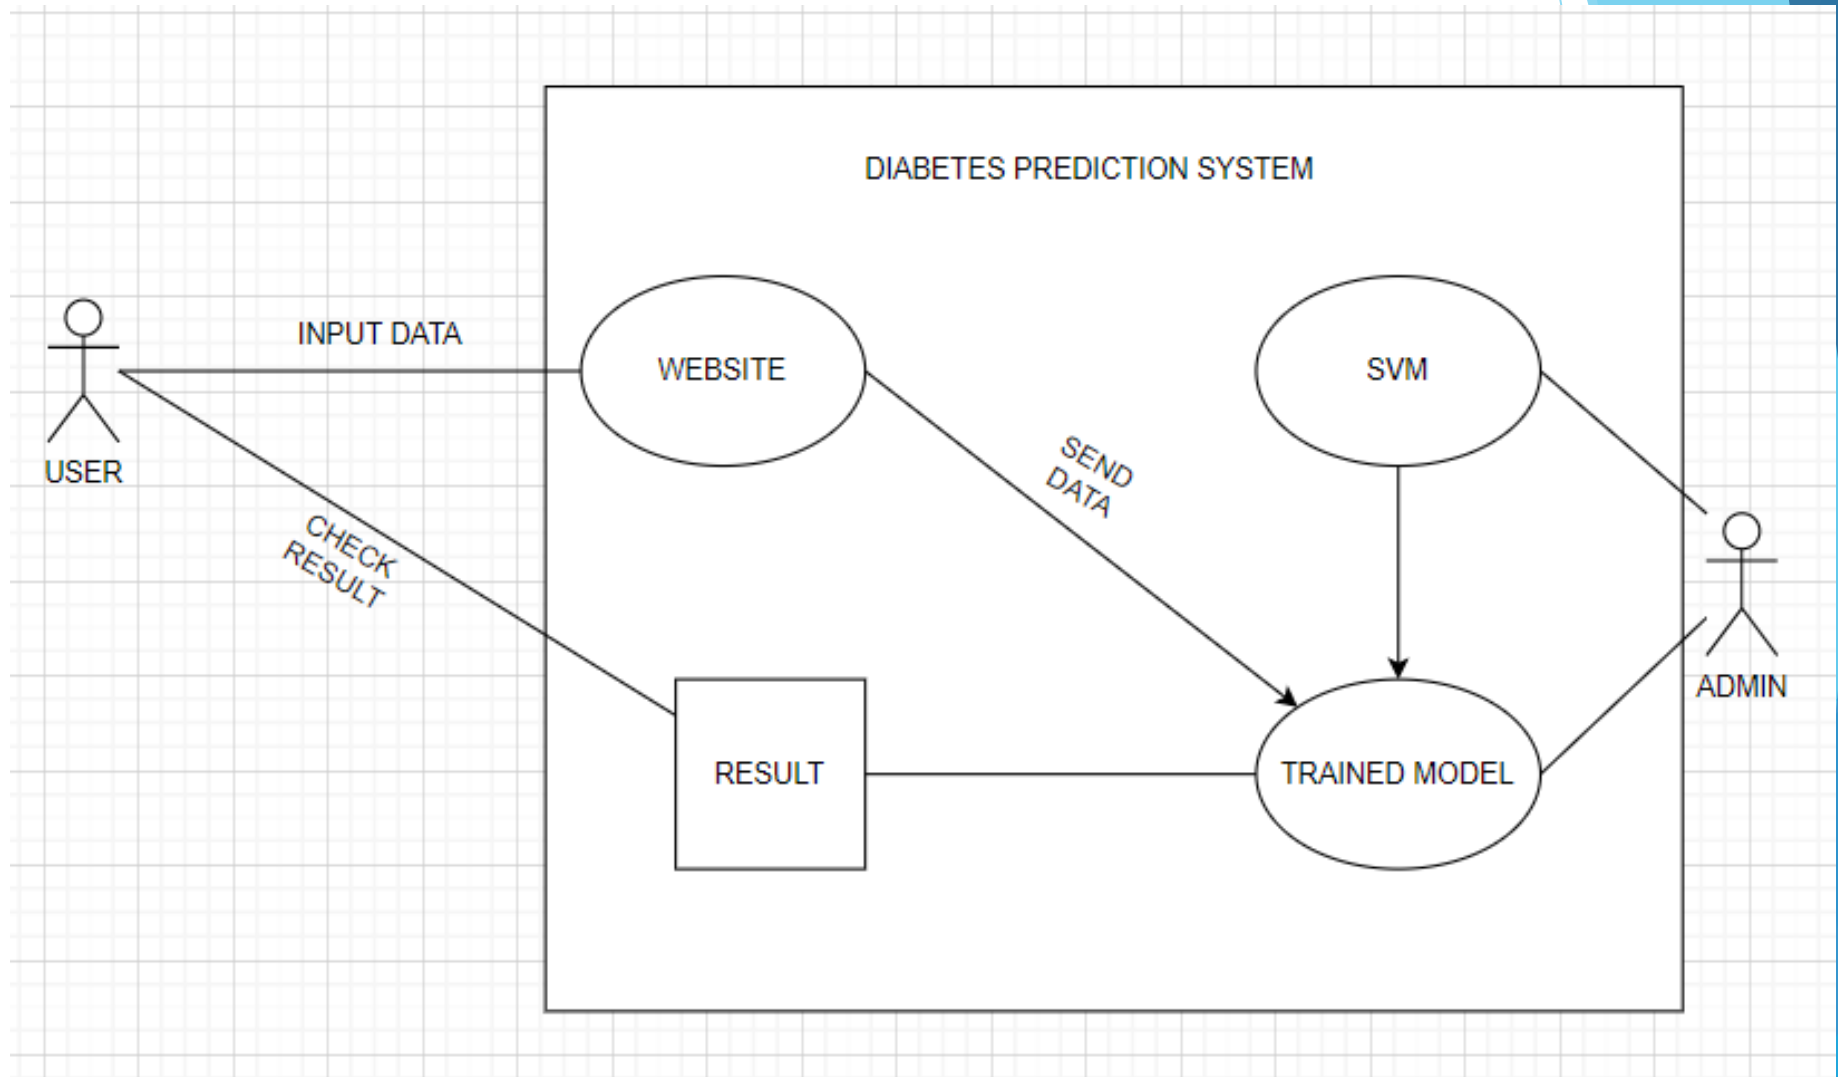 DIABETES PREDICTION SYSTEM
INPUT DATA
WEBSITE
SVM
USER
SEND
DATA
CHECK
RESULT
ADMIN
RESULT
TRAINED MODEL